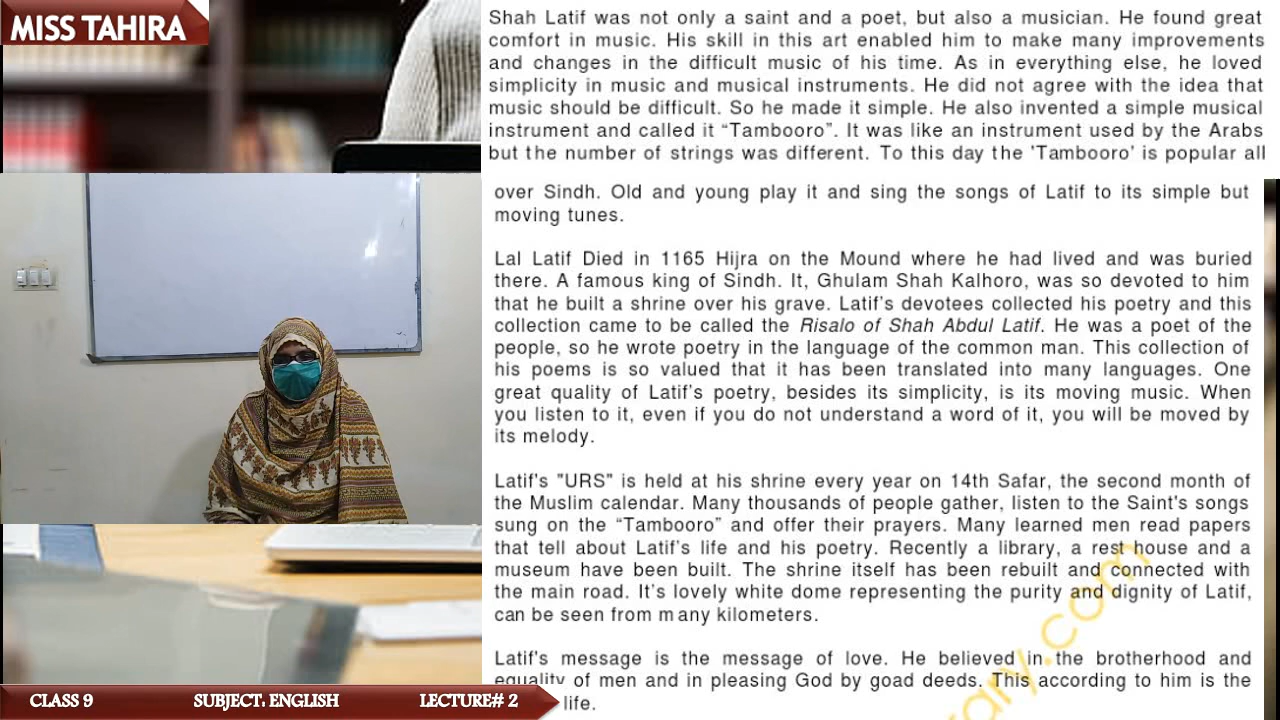 MISS TAHIRA
Shah Latif was not only a saint and a poet, but also a musician. He found great
comfort in music. His skill in this art enabled him to make many improvements
and changes in the difficult music of his time. As in everything else, he loved
simplicity in music and musical instruments. He did not agree with the idea that
music should be difficult. So he made it simple. He also invented a simple musical
instrument and called it “Tambooro”. It was like an instrument used by the Arabs
but the number of strings was different. To this day the 'Tambooro' is popular all
over Sindh. Old and young play it and sing the songs of Latif to its simple but
moving tunes.
Lal Latif Died in 1165 Hijra on the Mound where he had lived and was buried
there. A famous king of Sindh. It, Ghulam Shah Kalhoro, was so devoted to him
that he built a shrine over his grave. Latif’s devotees collected his poetry and this
collection came to be called the Risalo of Shah Abdul Latif. He was a poet of the
people, so he wrote poetry in the language of the common man. This collection of
his poems is so valued that it has been translated into many languages. One
great quality of Latif’s poetry, besides its simplicity, is its moving music. When
you listen to it, even if you do not understand a word of it, you will be moved by
its melody.
Latif's "URS" is held at his shrine every year on 14th Safar, the second month of
the Muslim calendar. Many thousands of people gather, listen to the Saint's songs
sung on the “Tambooro” and offer their prayers. Many learned men read papers
that tell about Latif’s life and his poetry. Recently a library, a rest house and a
museum have been built. The shrine itself has been rebuilt and connected with
the main road. It’s lovely white dome representing the purity and dignity of Latif,
can be seen from many kilometers.
Latif's message is the message of love. He believed in the brotherhood and
equality of men and in pleasing God by goad deeds. This according to him is the
life.
CLASS 9 SUBJECT: ENGLISH LECTURE# 2